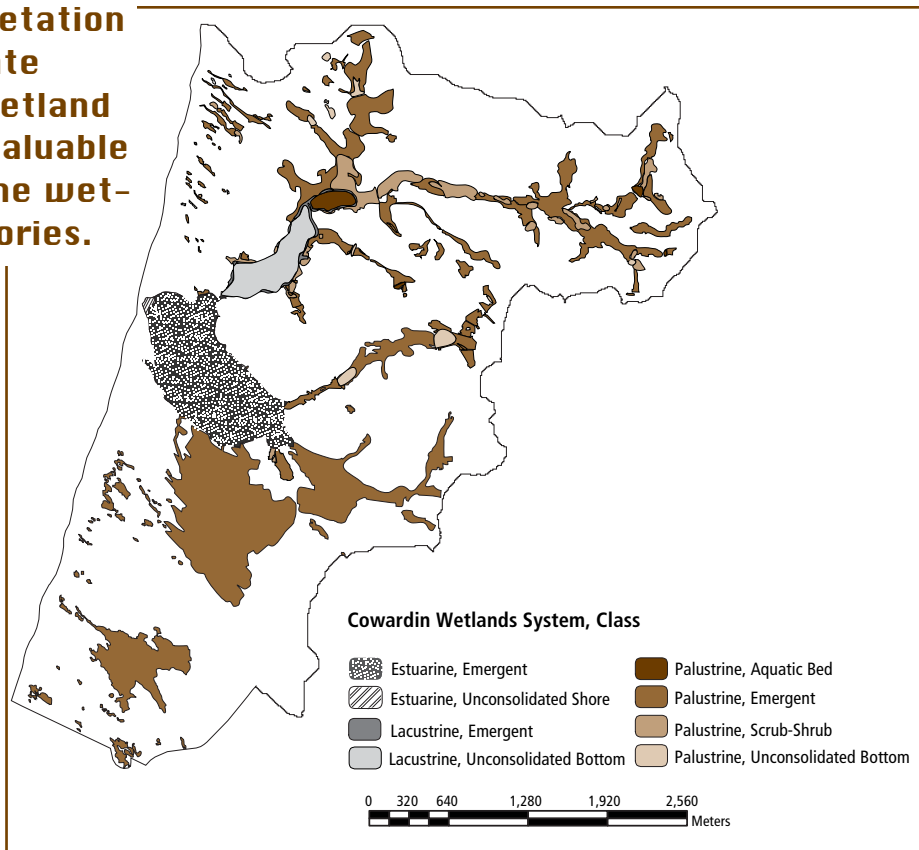 etation
te
etland
aluable
he wet-
ories.
Cowardin Wetlands System, Class
Estuarine, Emergent
Estuarine, Unconsolidated Shore
Lacustrine, Emergent
Lacustrine, Unconsolidated Bottom
Palustrine, Aquatic Bed
Palustrine, Emergent
Palustrine, Scrub-Shrub
Palustrine, Unconsolidated Bottom
0 320 640 1,280 1,920 2,560
Meters